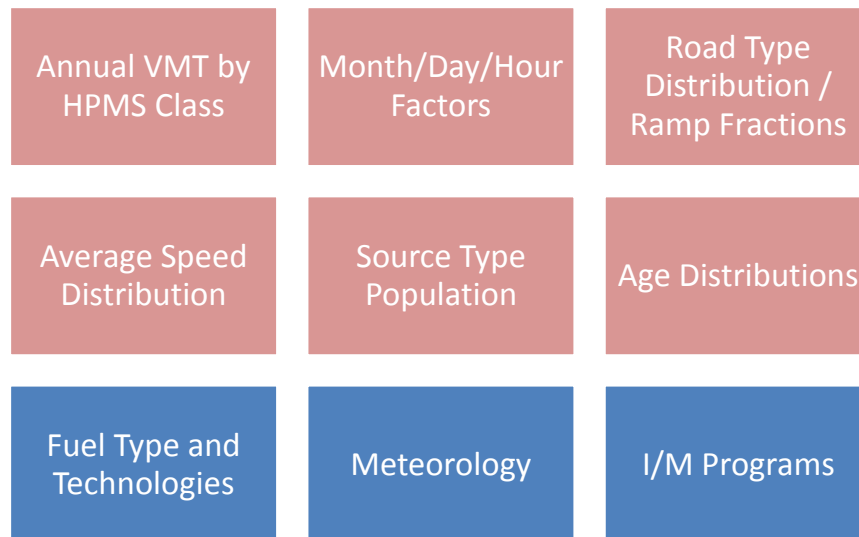 Annual VMT by
HPMS Class
Month/Day/Hour
Factors
Road Type
Distribution /
Ramp Fractions
Average Speed
Distribution
Source Type
Population
Age Distributions
Fuel Type and
Technologies
Meteorology
I/M Programs